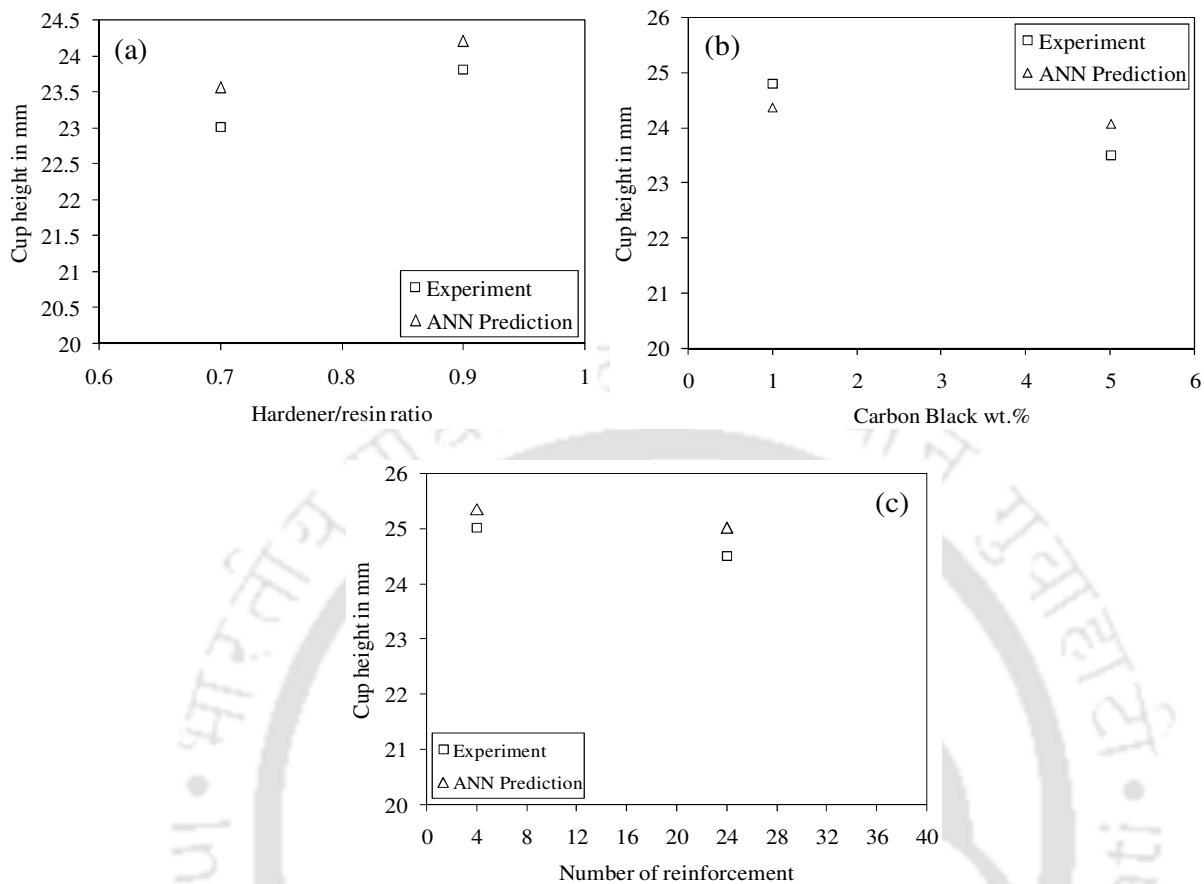 (a)
24.5
24
23.5
23
22.5
22
21.5
21
20.5
20
Cup height in mm
Experiment
ANN Prediction
0.6 0.7 0.8 0.9 1
Hardener/resin ratio
(b)
26
25
24
23
22
21
20
Cup height in mm
Experiment
ANN Prediction
0 1 2 3 4 5 6
Carbon Black wt.%
(c)
26
25
24
23
22
21
20
Cup height in mm
Experiment
ANN Prediction
0 4 8 12 16 20 24 28 32 36 40
Number of reinforcement